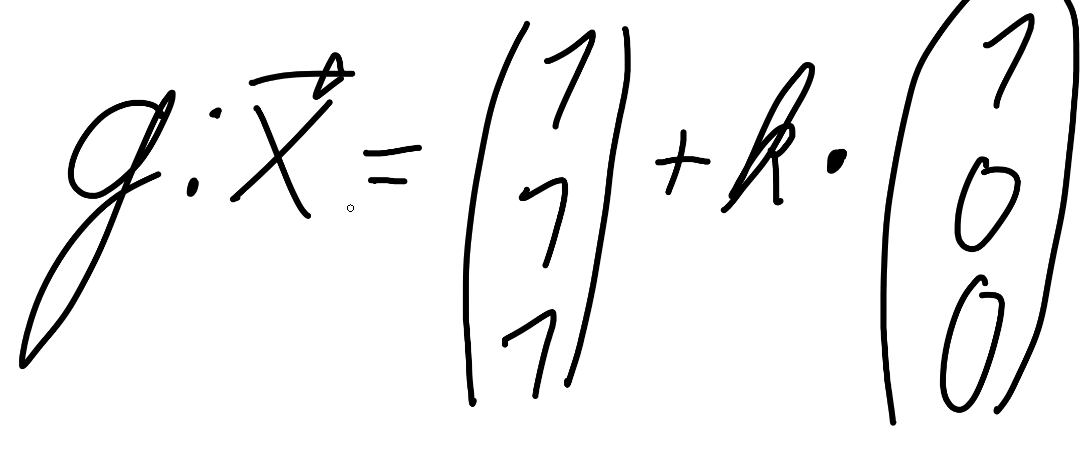 g: x⃗ = (1 1 1) + k · (1 0 0)